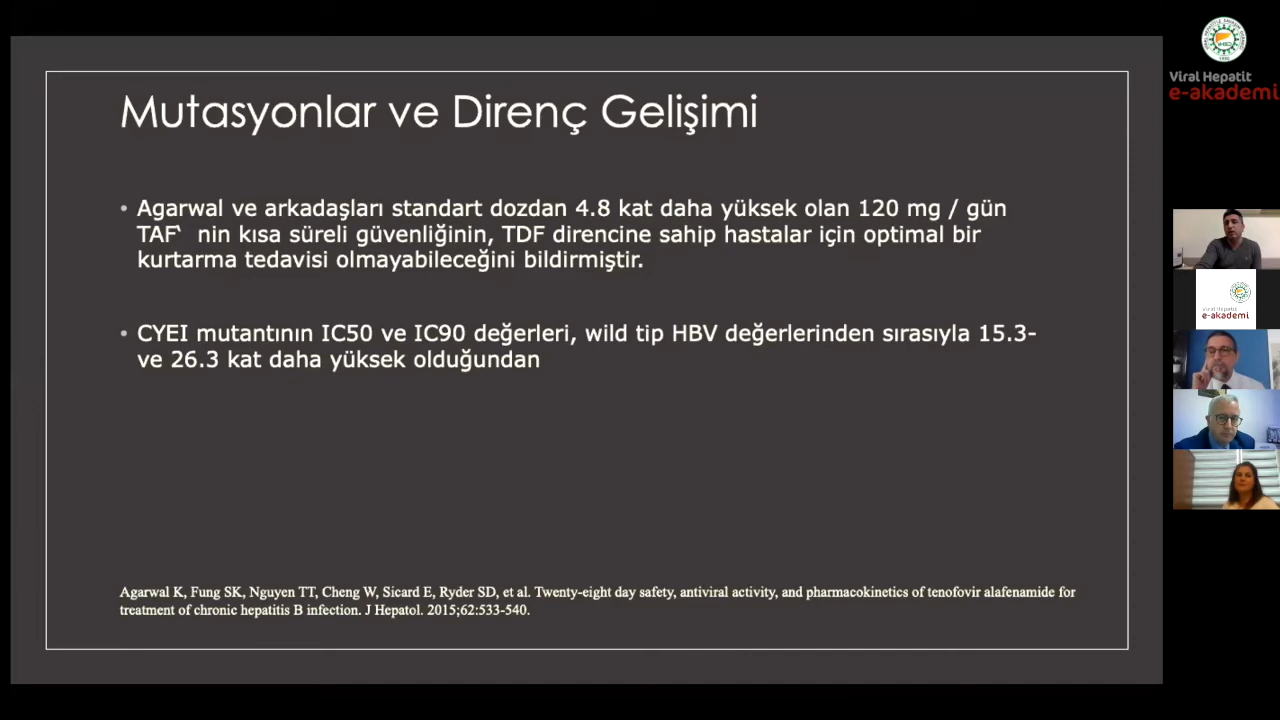 Mutasyonlar ve Direnç Gelişimi
• Agarwal ve arkadaşları standart dozdan 4.8 kat daha yüksek olan 120 mg / gün
TAF‘ nin kısa süreli güvenliğinin, TDF direncine sahip hastalar için optimal bir
kurtarma tedavisi olmayabileceğini bildirmiştir.
• CYEI mutantının IC50 ve IC90 değerleri, wild tip HBV değerlerinden sırasıyla 15.3-
ve 26.3 kat daha yüksek olduğundan
Agarwal K, Fung SK, Nguyen TT, Cheng W, Sicard E, Ryder SD, et al. Twenty-eight day safety, antiviral activity, and pharmacokinetics of tenofovir alafenamide for
treatment of chronic hepatitis B infection. J Hepatol. 2015;62:533-540.
Viral Hepatit
e-akademi
Viral Hepatit
e-akademi